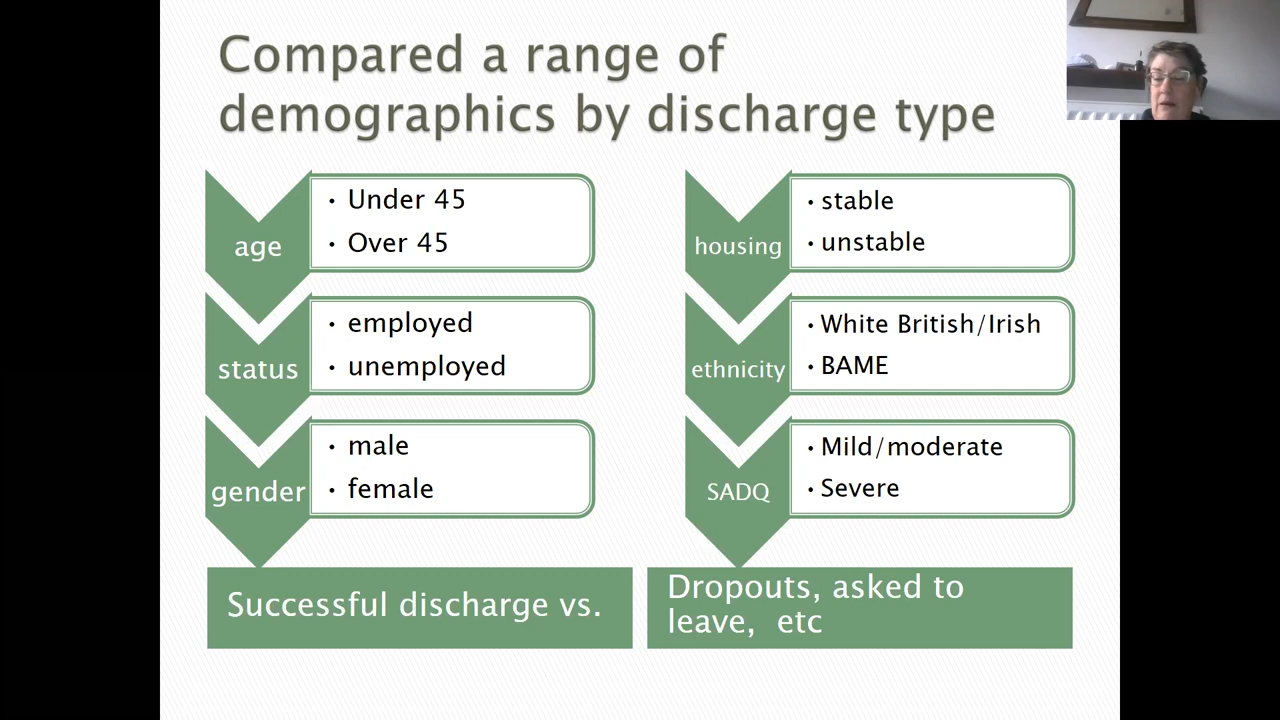 Compared a range of
demographics by discharge type
age
• Under 45
• Over 45
status
• employed
• unemployed
gender
• male
• female
housing
• stable
• unstable
ethnicity
• White British/Irish
• BAME
SADQ
• Mild/moderate
• Severe
Successful discharge vs.
Dropouts, asked to
leave, etc